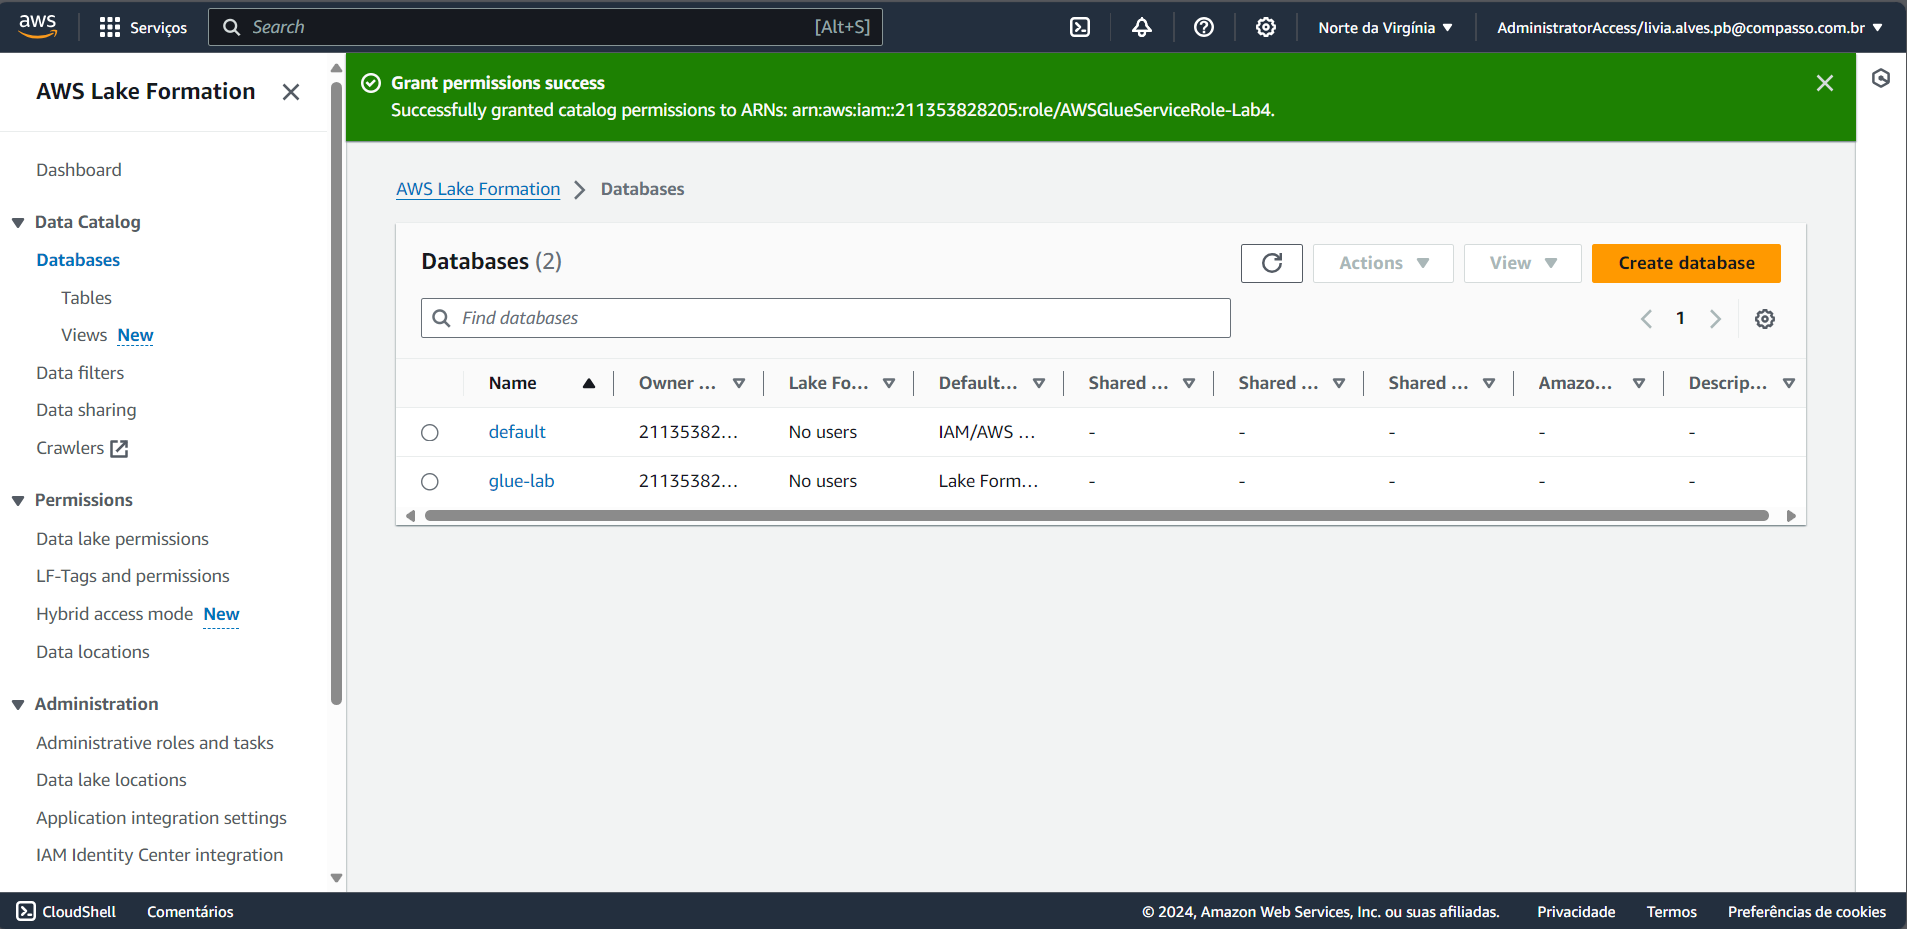 aws
Serviços
Search
[Alt+S]
Norte da Virgínia
AdministratorAccess/livia.alves.pb@compasso.com.br
AWS Lake Formation
Dashboard
Data Catalog
Databases
Tables
Views New
Data filters
Data sharing
Crawlers
Permissions
Data lake permissions
LF-Tags and permissions
Hybrid access mode New
Data locations
Administration
Administrative roles and tasks
Data lake locations
Application integration settings
IAM Identity Center integration
Grant permissions success
Successfully granted catalog permissions to ARNs: arn:aws:iam::211353828205:role/AWSGlueServiceRole-Lab4.
AWS Lake Formation Databases
Databases (2)
Actions
View
Create database
Find databases
1
Name Owner ... Lake Fo... Default... Shared ... Shared ... Shared ... Amazo... Descrip...
default 21135382... No users IAM/AWS ... - - - - -
glue-lab 21135382... No users Lake Form... - - - - -
CloudShell Comentários © 2024, Amazon Web Services, Inc. ou suas afiliadas. Privacidade Termos Preferências de cookies